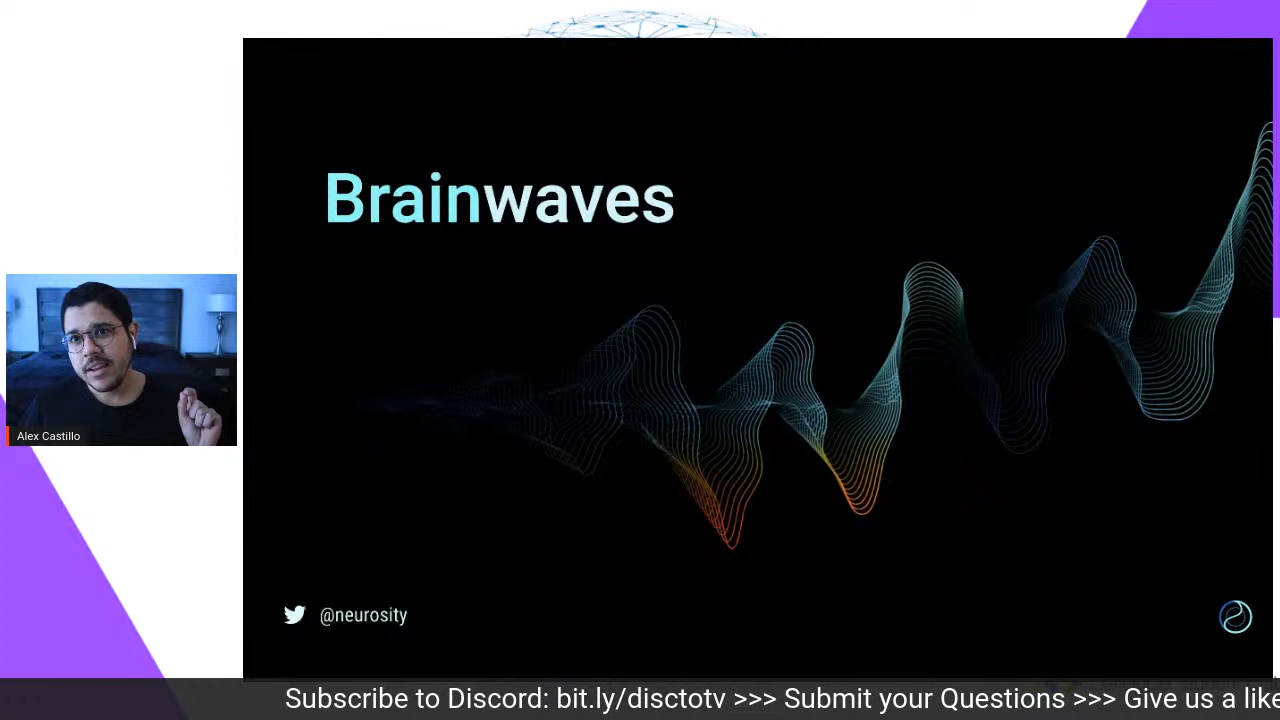 Brainwaves
Alex Castillo
@neurosity
Subscribe to Discord: bit.ly/disctotv >>> Submit your Questions >>> Give us a like